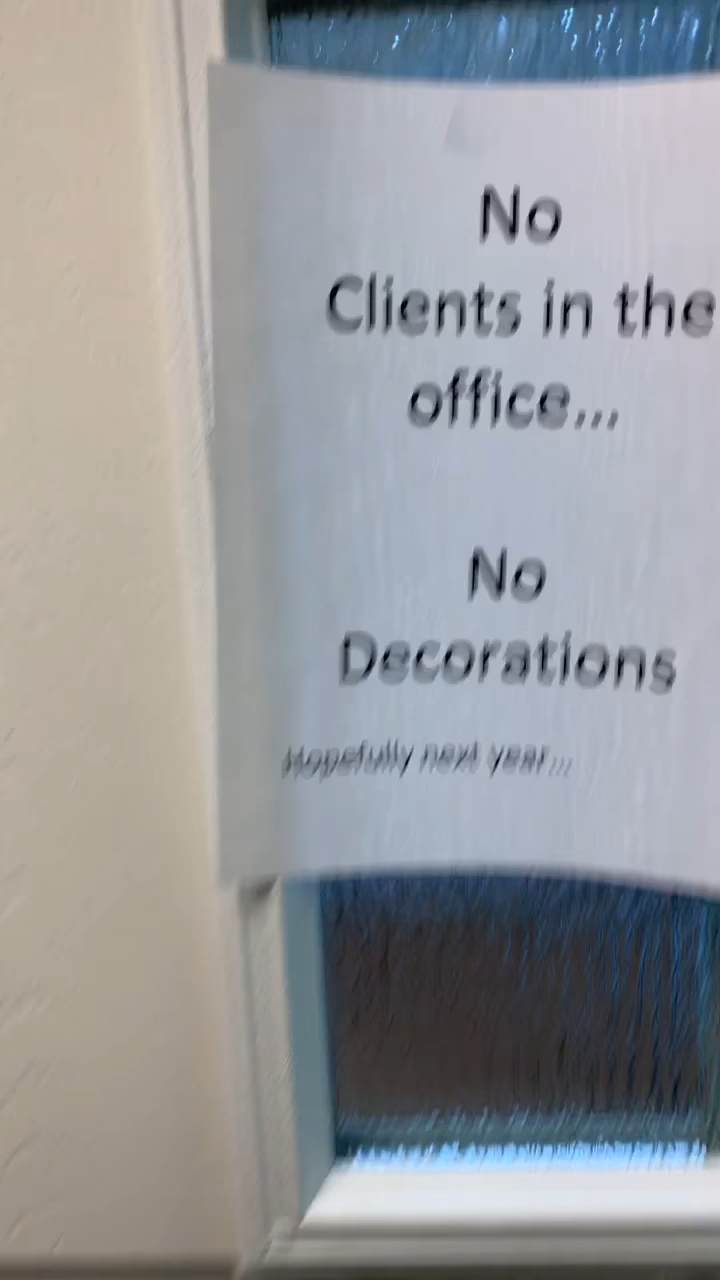 No
Clients in the
office...
No
Decorations
Hopefully next year...